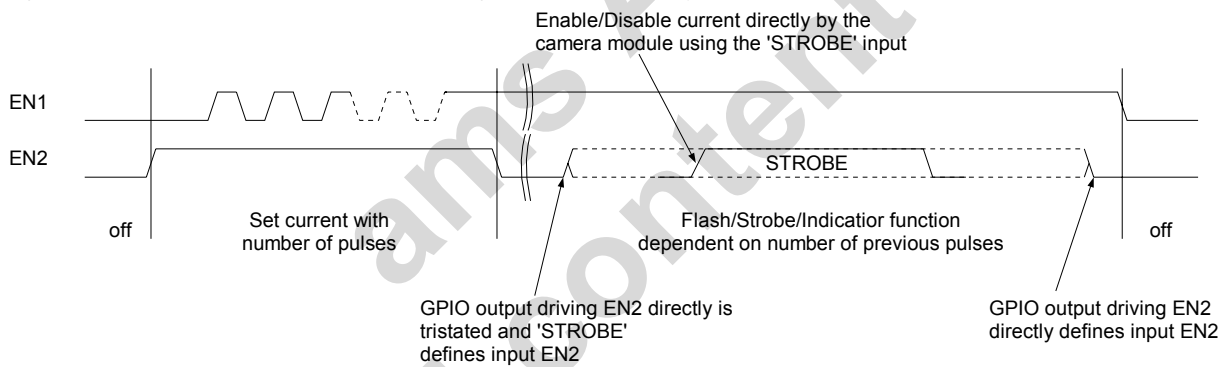 Enable/Disable current directly by the
camera module using the 'STROBE' input
EN1
EN2
STROBE
off
Set current with
number of pulses
Flash/Strobe/Indicatior function
dependent on number of previous pulses
off
GPIO output driving EN2 directly is
tristated and 'STROBE'
defines input EN2
GPIO output driving EN2
directly defines input EN2
ams
content